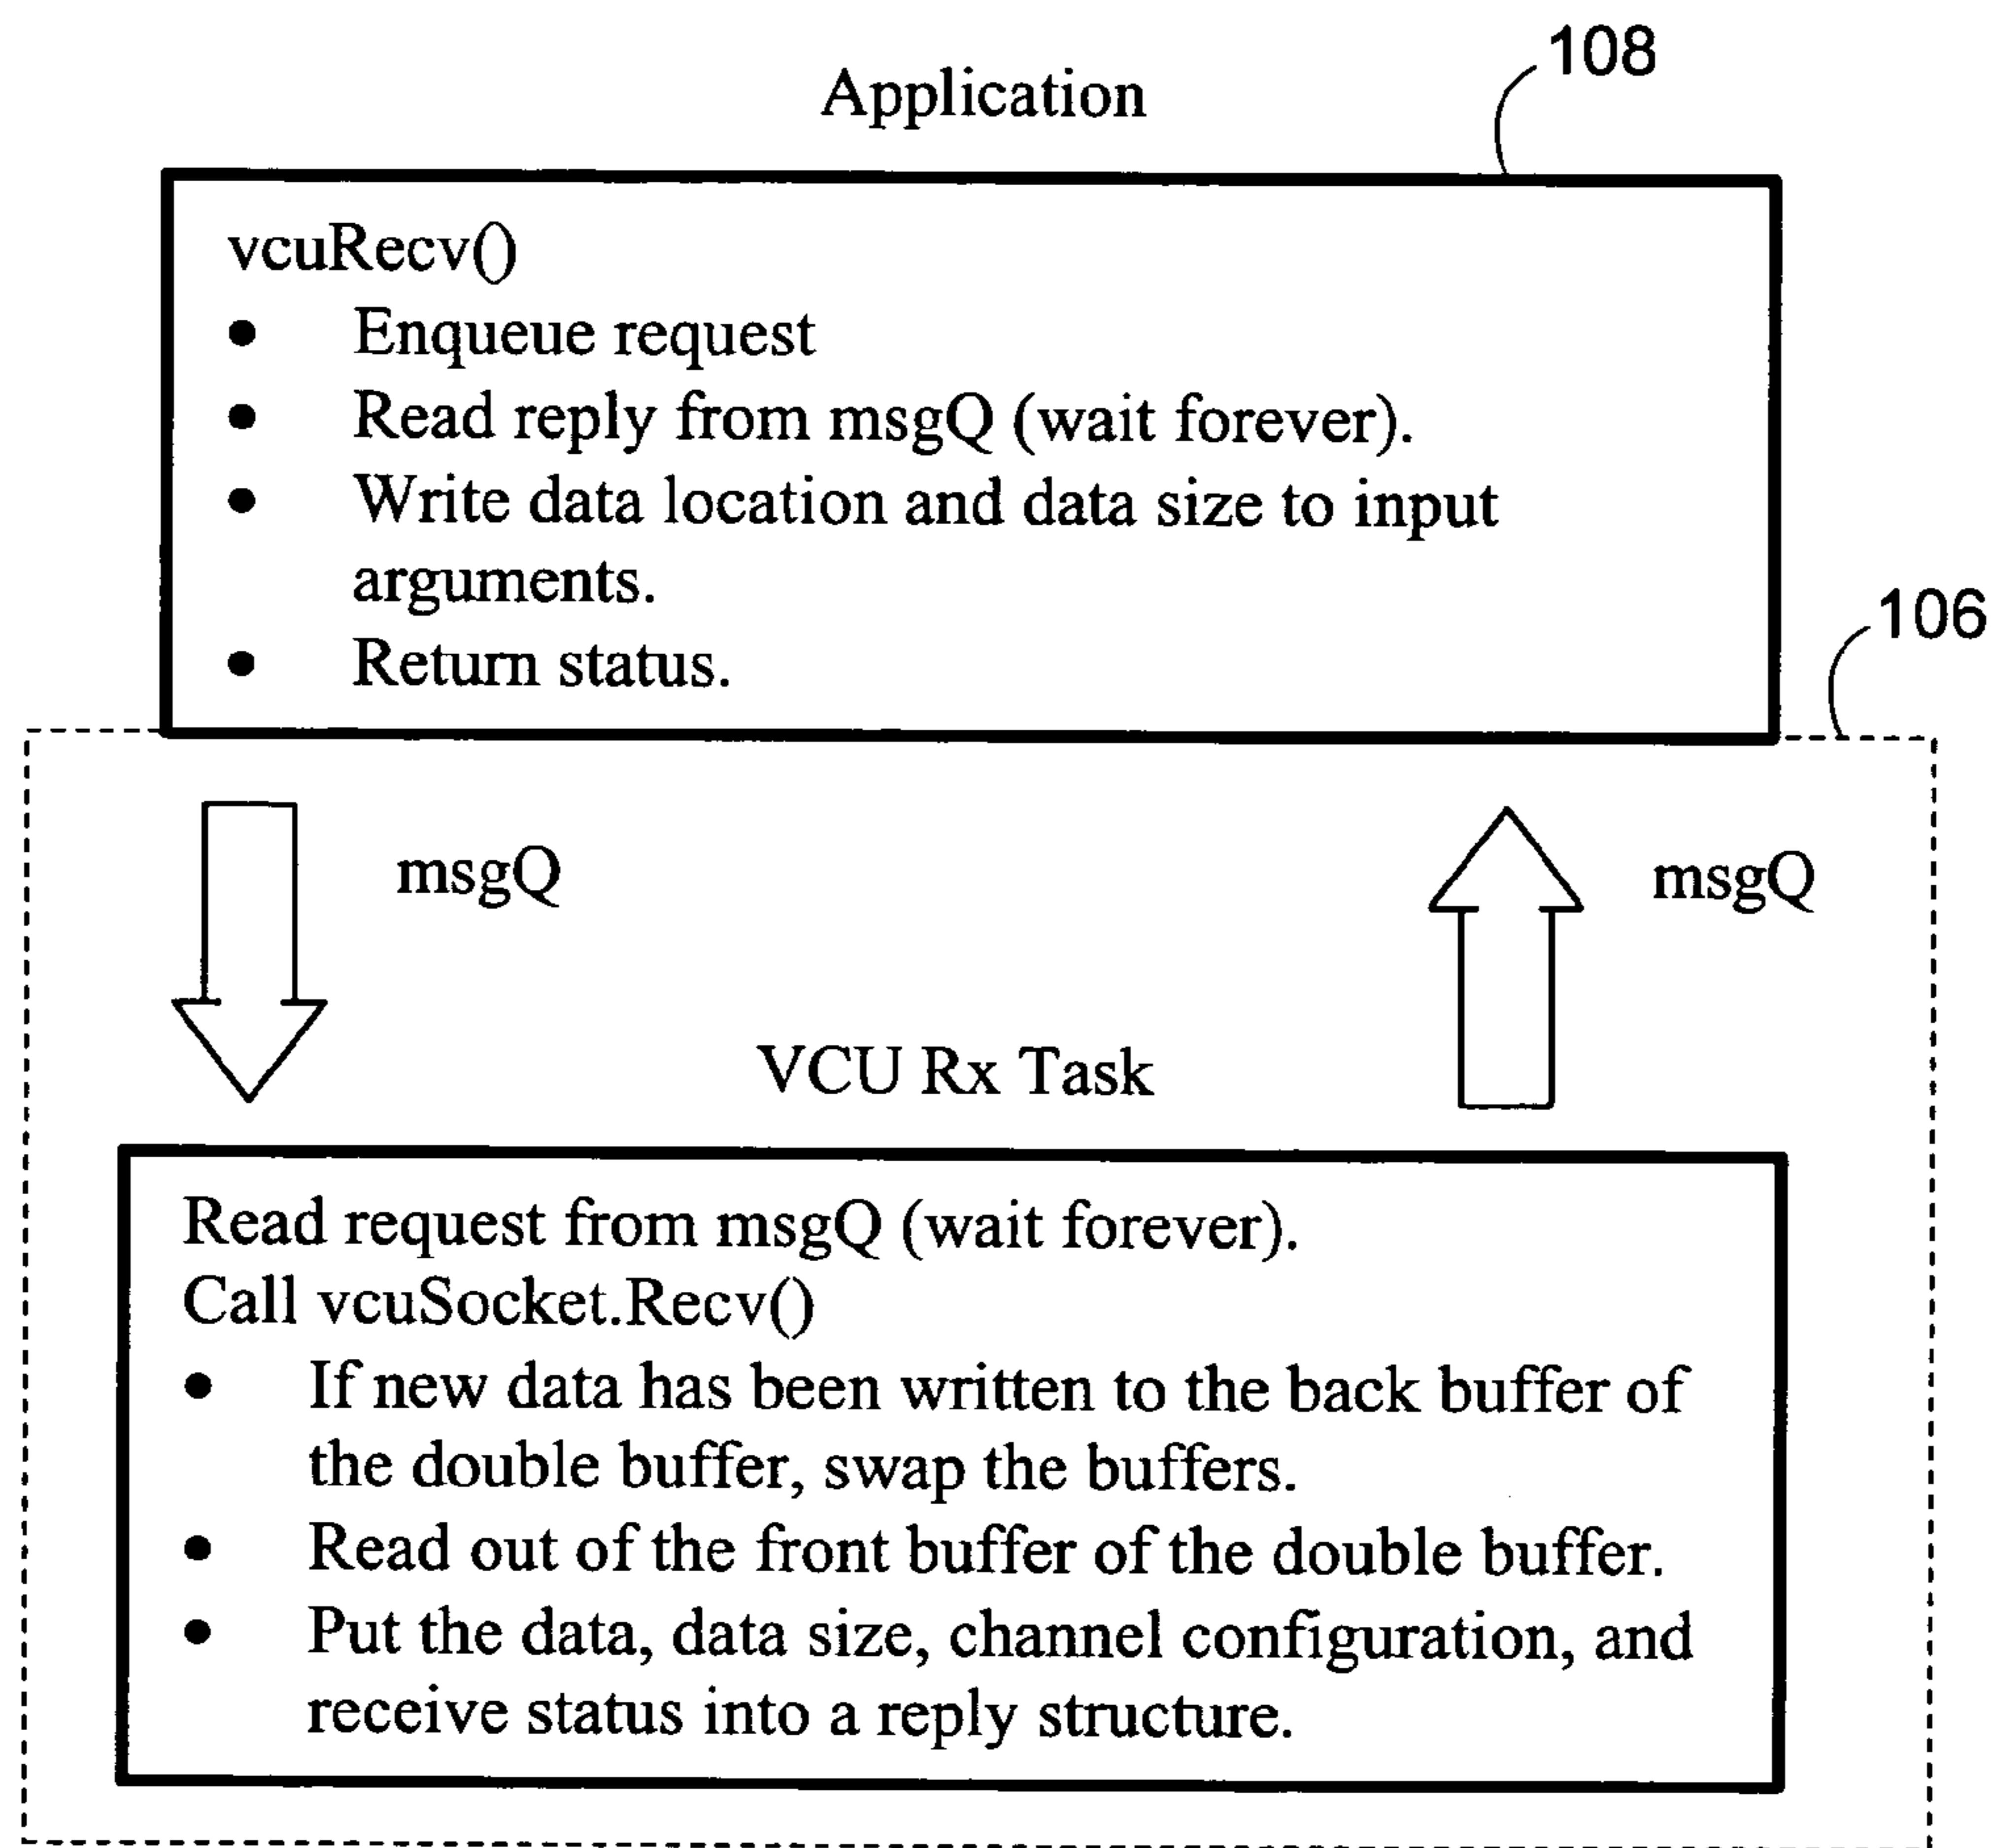 108
Application
vcuRecv()
• Enqueue request
• Read reply from msgQ (wait forever).
• Write data location and data size to input
arguments.
• Return status.
106
msgQ
msgQ
VCU Rx Task
Read request from msgQ (wait forever).
Call vcuSocket.Recv()
• If new data has been written to the back buffer of
the double buffer, swap the buffers.
• Read out of the front buffer of the double buffer.
• Put the data, data size, channel configuration, and
receive status into a reply structure.